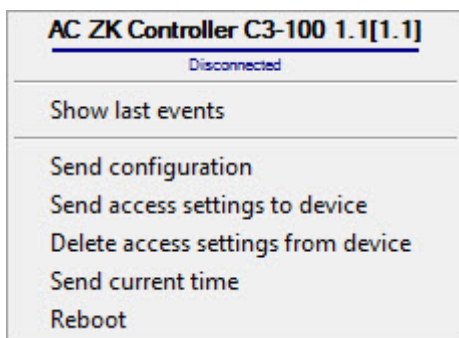 AC ZK Controller C3-100 1.1[1.1]
Disconnected
Show last events
Send configuration
Send access settings to device
Delete access settings from device
Send current time
Reboot